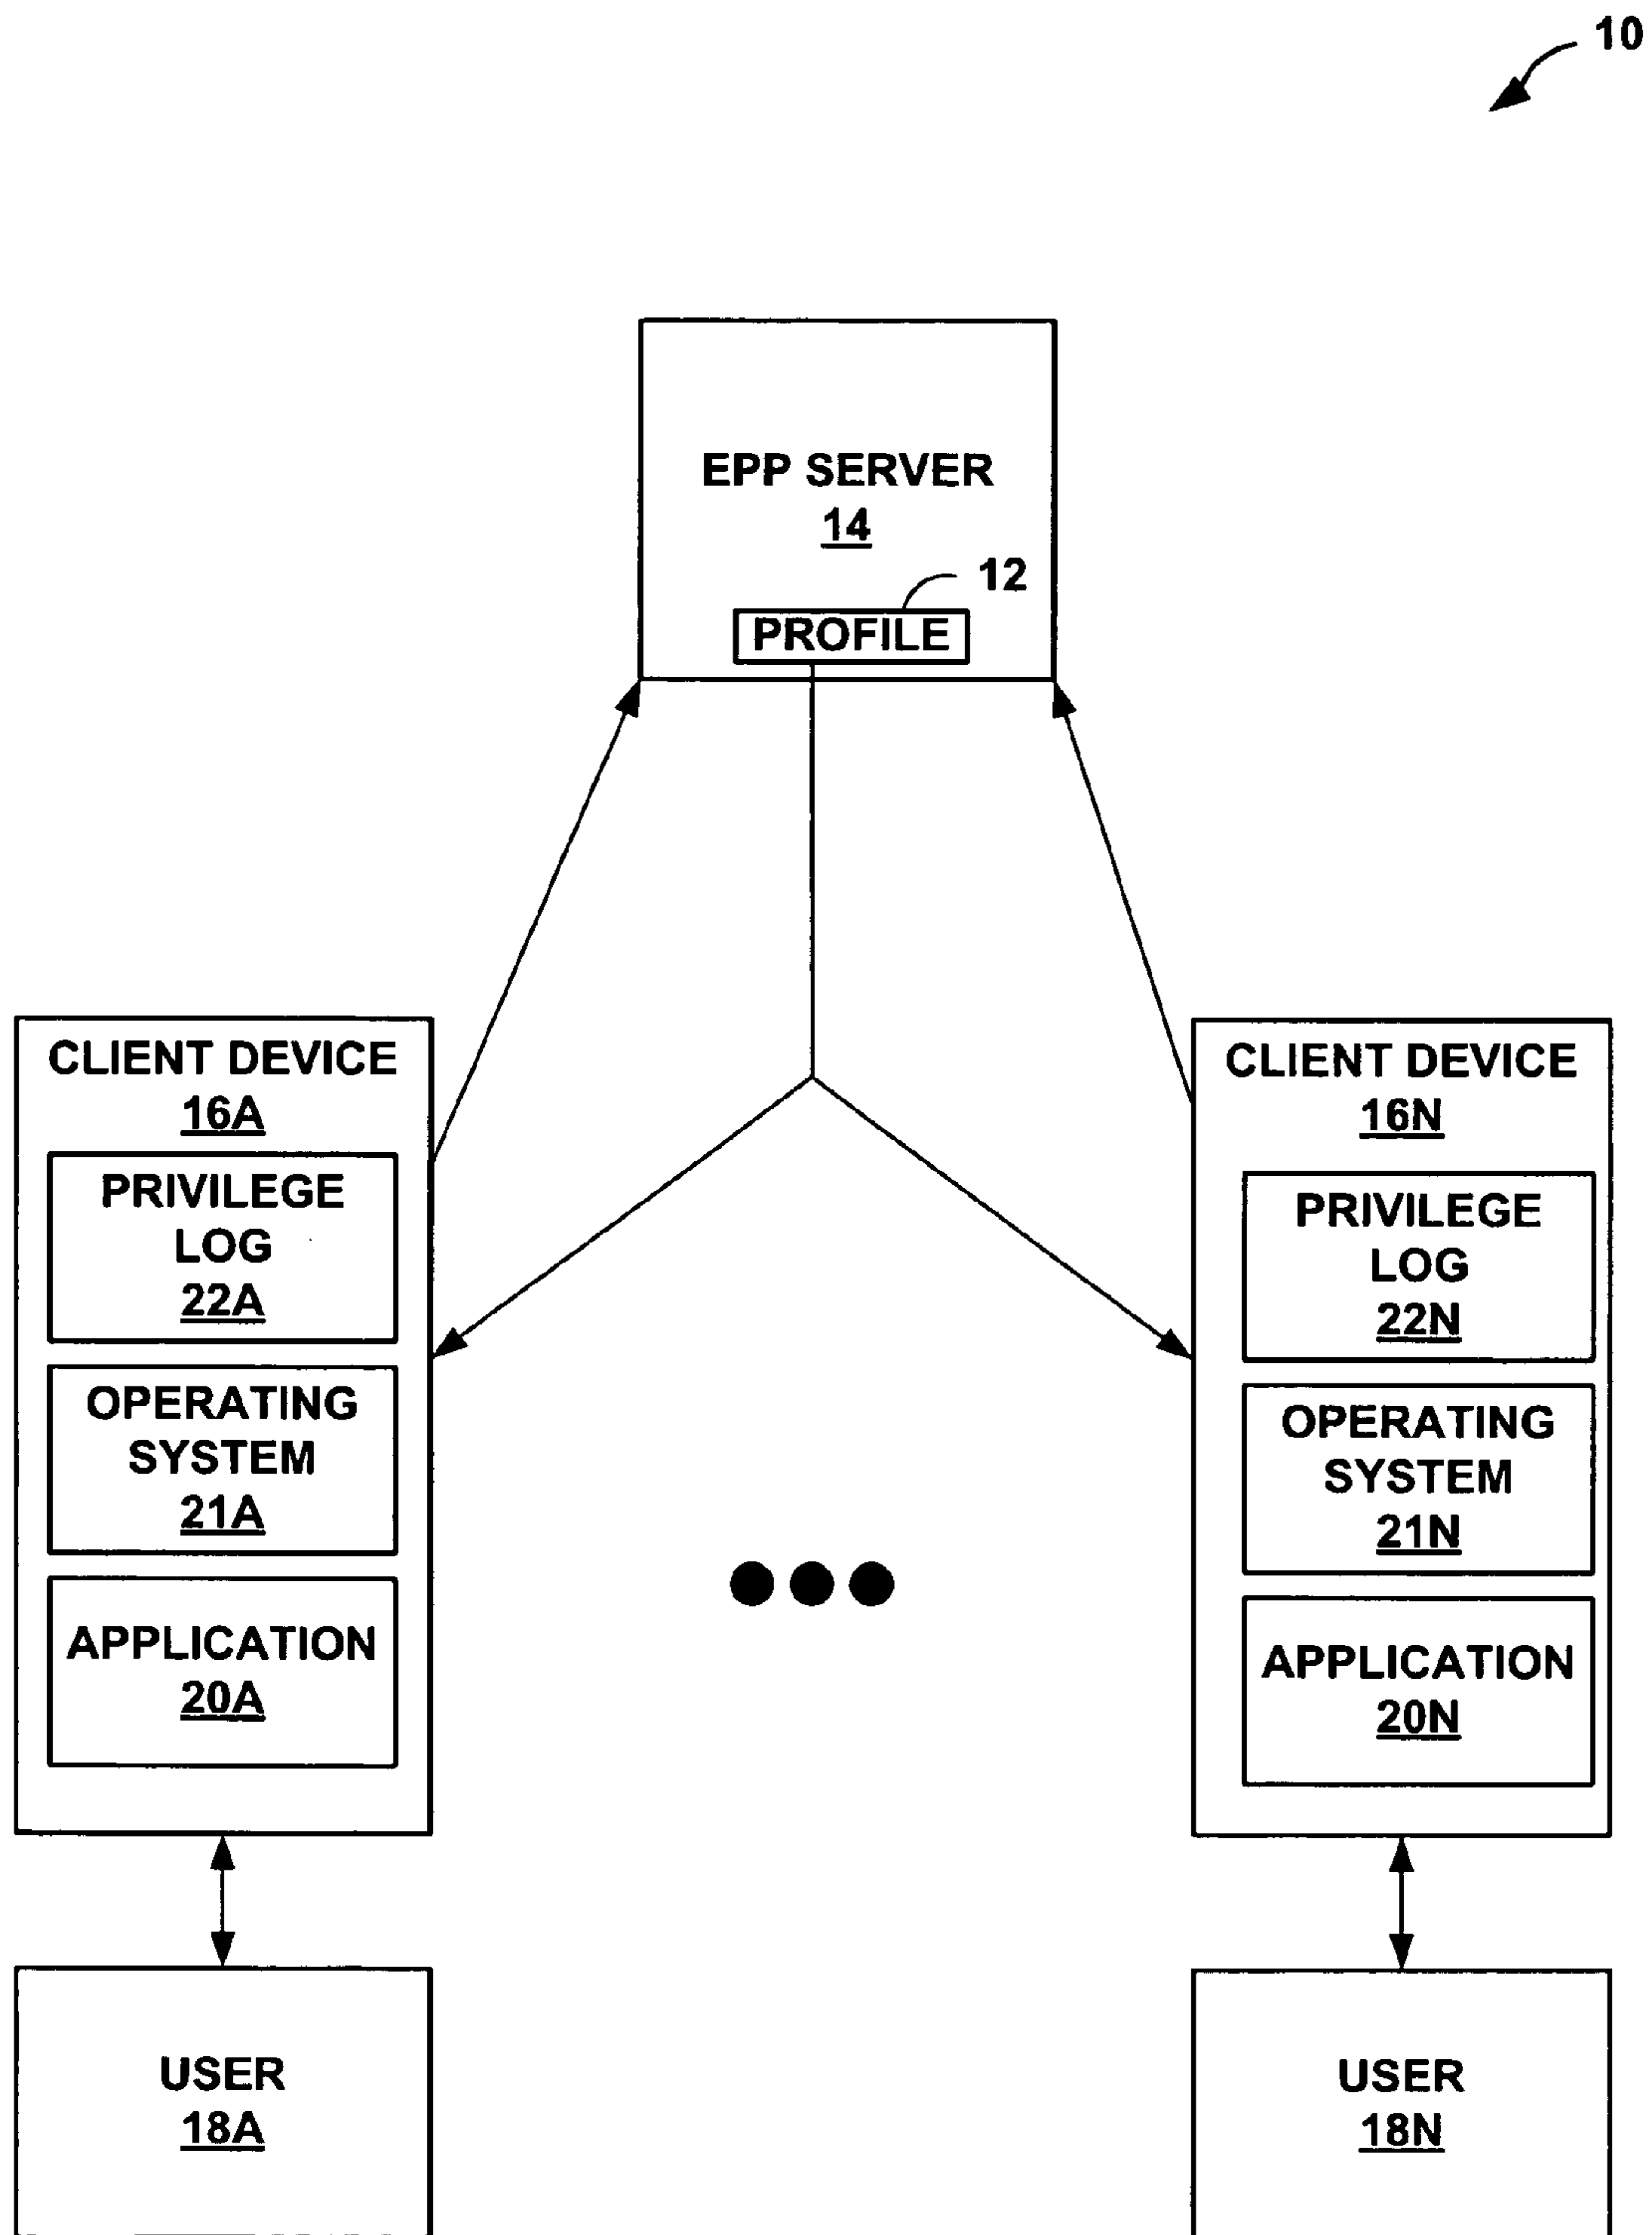 10
EPP SERVER
14
12
PROFILE
CLIENT DEVICE
16A
PRIVILEGE
LOG
22A
OPERATING
SYSTEM
21A
APPLICATION
20A
CLIENT DEVICE
16N
PRIVILEGE
LOG
22N
OPERATING
SYSTEM
21N
APPLICATION
20N
USER
18A
USER
18N